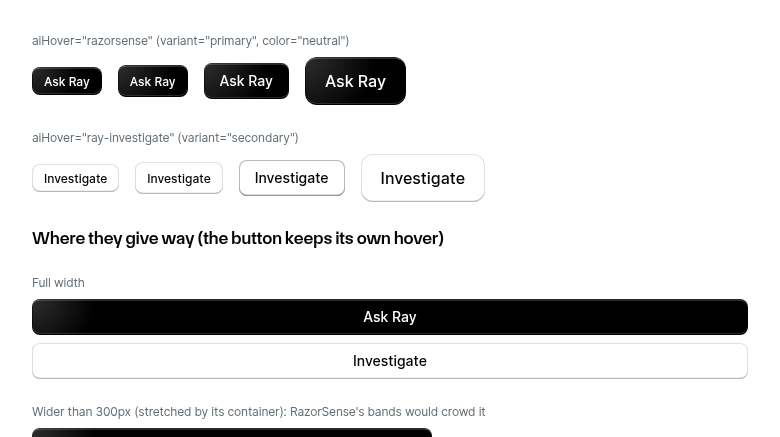 aiHover="razorsense" (variant="primary", color="neutral")
Ask Ray Ask Ray Ask Ray Ask Ray
aiHover="ray-investigate" (variant="secondary")
Investigate Investigate Investigate Investigate
Where they give way (the button keeps its own hover)
Full width
Ask Ray
Investigate
Wider than 300px (stretched by its container): RazorSense's bands would crowd it